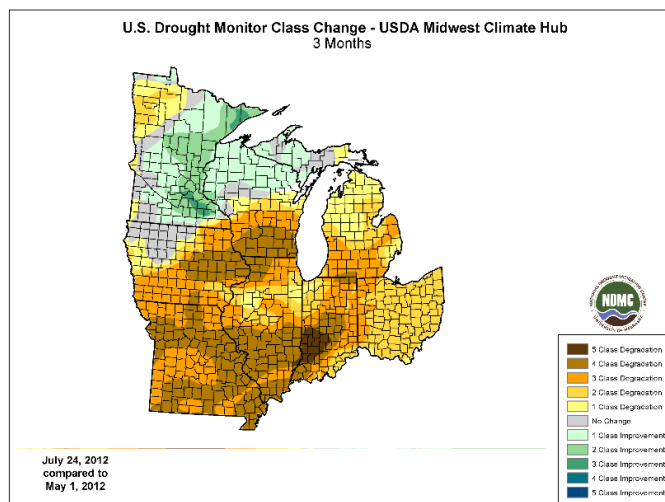 U.S. Drought Monitor Class Change - USDA Midwest Climate Hub
3 Months
NDMC
5 Class Degradation
4 Class Degradation
3 Class Degradation
2 Class Degradation
1 Class Degradation
No Change
1 Class Improvement
2 Class Improvement
3 Class Improvement
4 Class Improvement
5 Class Improvement
July 24, 2012
compared to
May 1, 2012